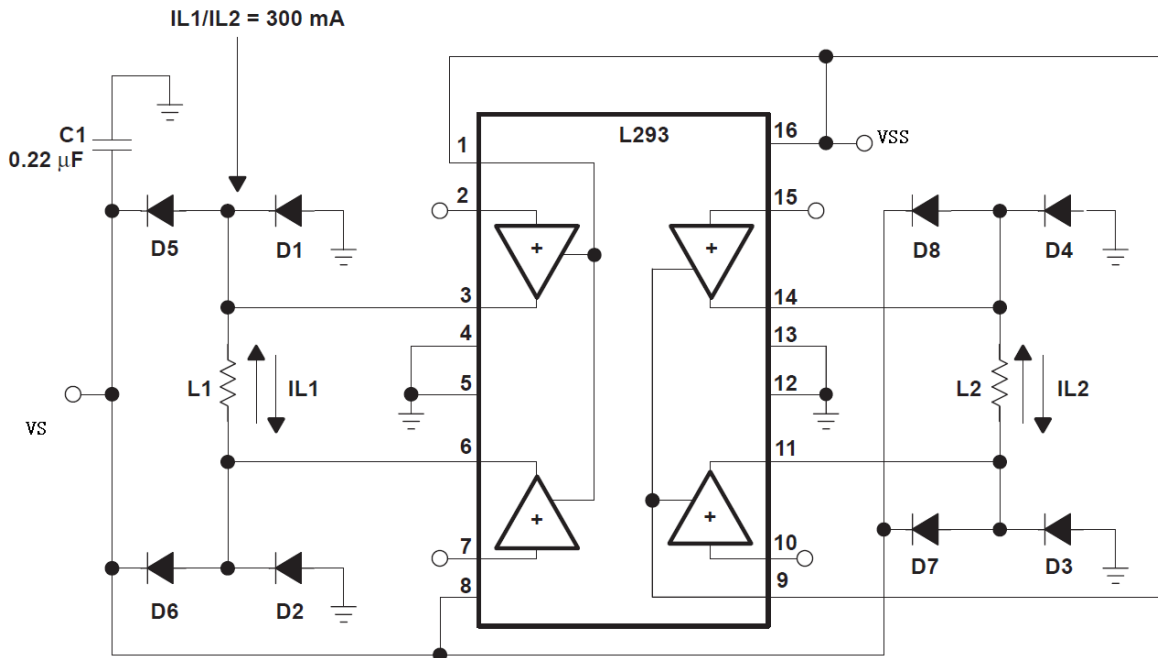 IL1/IL2 = 300 mA
C1
0.22 μF
D5
D1
L1
IL1
VS
D6
D2
L293
1
2
3
4
5
6
7
8
16
15
14
13
12
11
10
9
+
+
+
+
VSS
D8
D4
L2
IL2
D7
D3